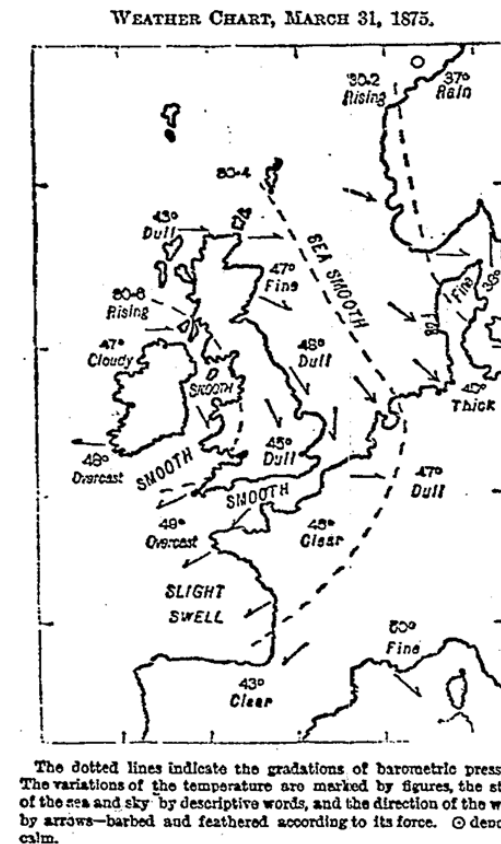 WEATHER CHART, MARCH 31, 1875.
30·2
Rising
37°
Rain
30·4
43°
Dull
SEA SMOOTH
47°
Fine
Fine
30·6
Rising
Fog
47°
Cloudy
48°
Dull
SMOOTH
Thick
48°
Overcast
SMOOTH
45°
Dull
47°
Dull
SMOOTH
49°
Overcast
Clear
SLIGHT
SWELL
50°
Fine
43°
Clear
The dotted lines indicate the gradations of barometric press
The variations of the temperature are marked by figures, the st
of the sea and sky by descriptive words, and the direction of the w
by arrows—barbed and feathered according to its force. ⊙ deno
calm.